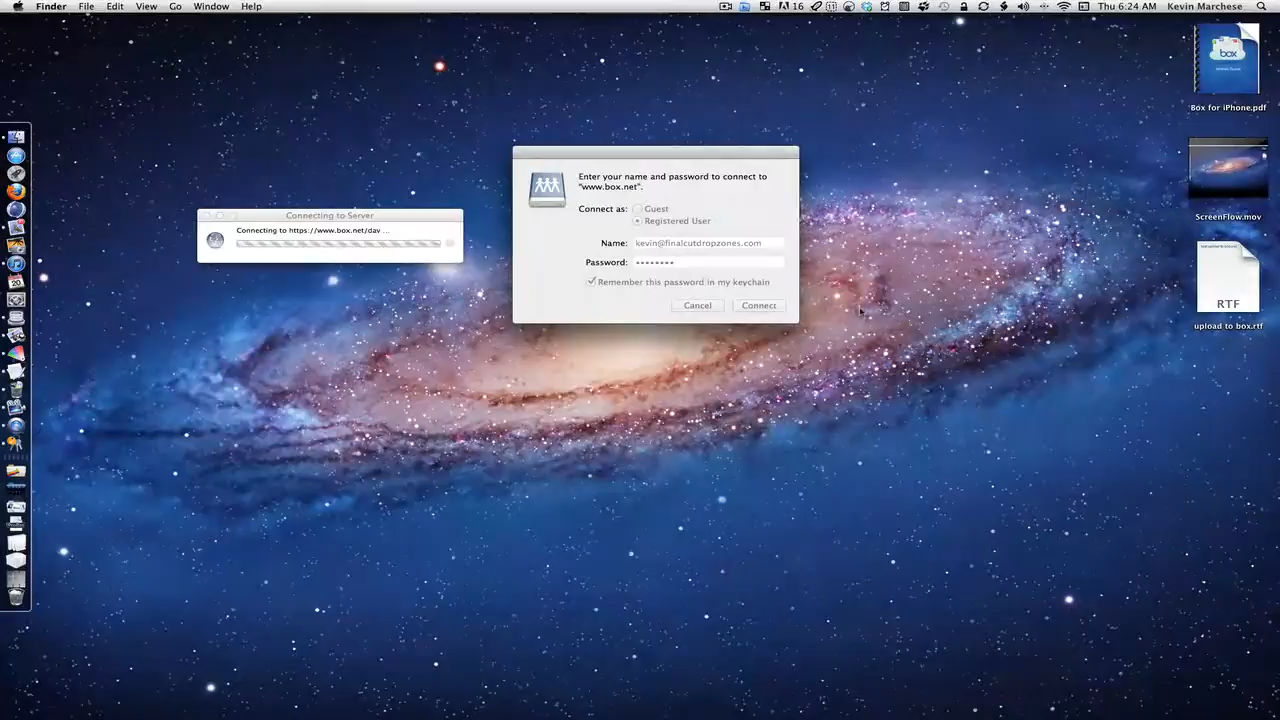 Finder File Edit View Go Window Help
16 Thu 6:24 AM Kevin Marchese
box
Box for iPhone.pdf
Enter your name and password to connect to
"www.box.net".
Connect as: Guest
Registered User
Connecting to Server
Connecting to https://www.box.net/dav ...
Name: kevin@finalcutdropzones.com
Password: ••••••••
Remember this password in my keychain
Cancel Connect
ScreenFlow.mov
RTF
upload to box.rtf
20